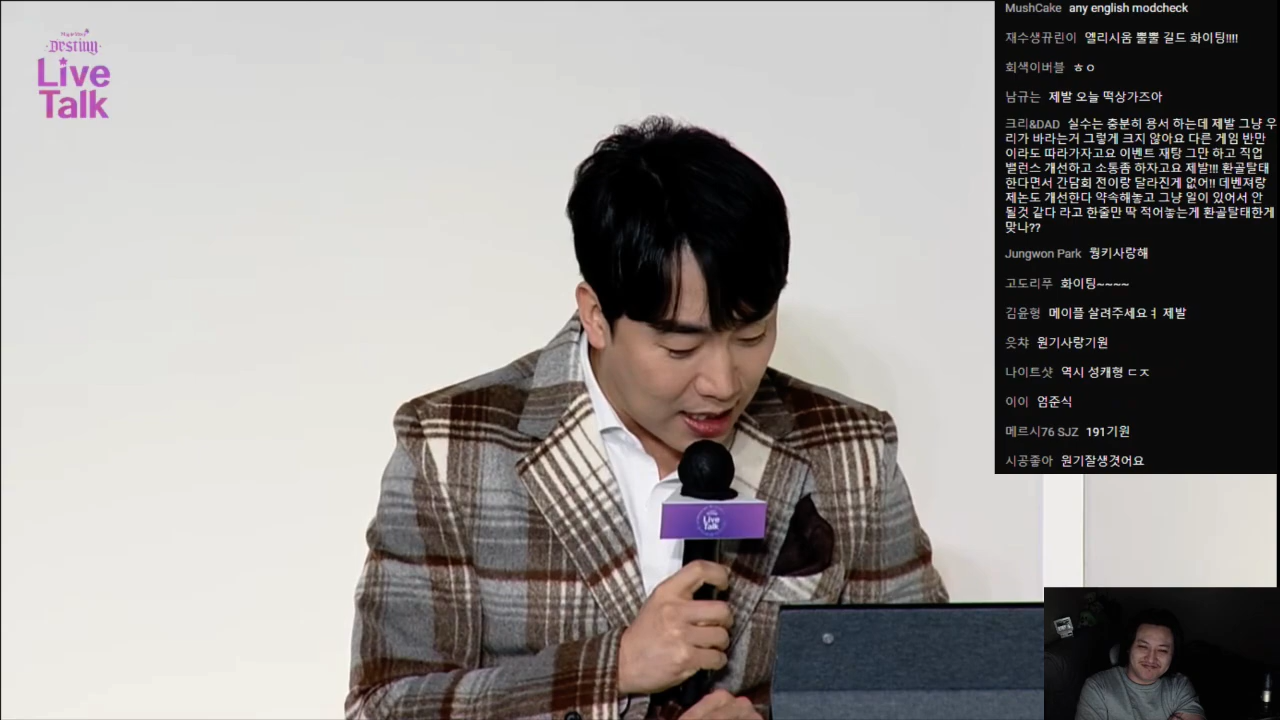 MapleStory
DESTINY
Live
Talk
Live
Talk
MushCake any english modcheck
재수생뀨린이 엘리시움 뿔뿔 길드 화이팅!!!!
회색이버블 ㅎㅇ
남규는 제발 오늘 떡상가즈아
크리&DAD 실수는 충분히 용서 하는데 제발 그냥 우
리가 바라는거 그렇게 크지 않아요 다른 게임 반만
이라도 따라가자고요 이벤트 재탕 그만 하고 직업
밸런스 개선하고 소통좀 하자고요 제발!!! 환골탈태
한다면서 간담회 전이랑 달라진게 없어!! 데벤져랑
제논도 개선한다 약속해놓고 그냥 일이 있어서 안
될것 같다 라고 한줄만 딱 적어놓는게 환골탈태한게
맞나??
Jungwon Park 웡키사랑해
고도리푸 화이팅~~~~
김윤형 메이플 살려주세요ㅕ 제발
읏챠 원기사랑기원
나이트샷 역시 성캐형 ㄷㅈ
이이 엄준식
메르시76 SJZ 191기원
시공좋아 원기잘생겻어요